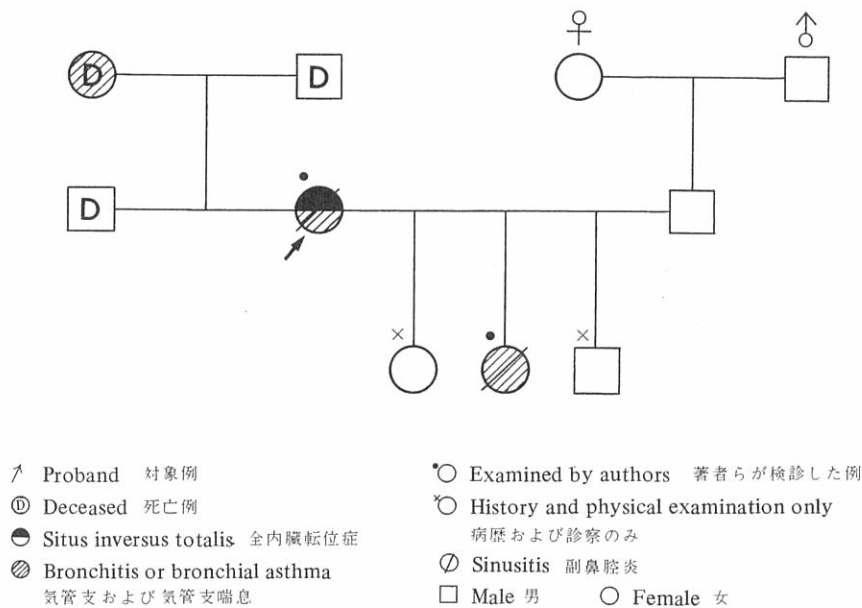 D
D
D
Proband 対象例
Deceased 死亡例
Situs inversus totalis 全内臓転位症
Bronchitis or bronchial asthma
気管支および気管支喘息
Examined by authors 著者らが検診した例
History and physical examination only
病歴および診察のみ
Sinusitis 副鼻腔炎
Male 男 Female 女